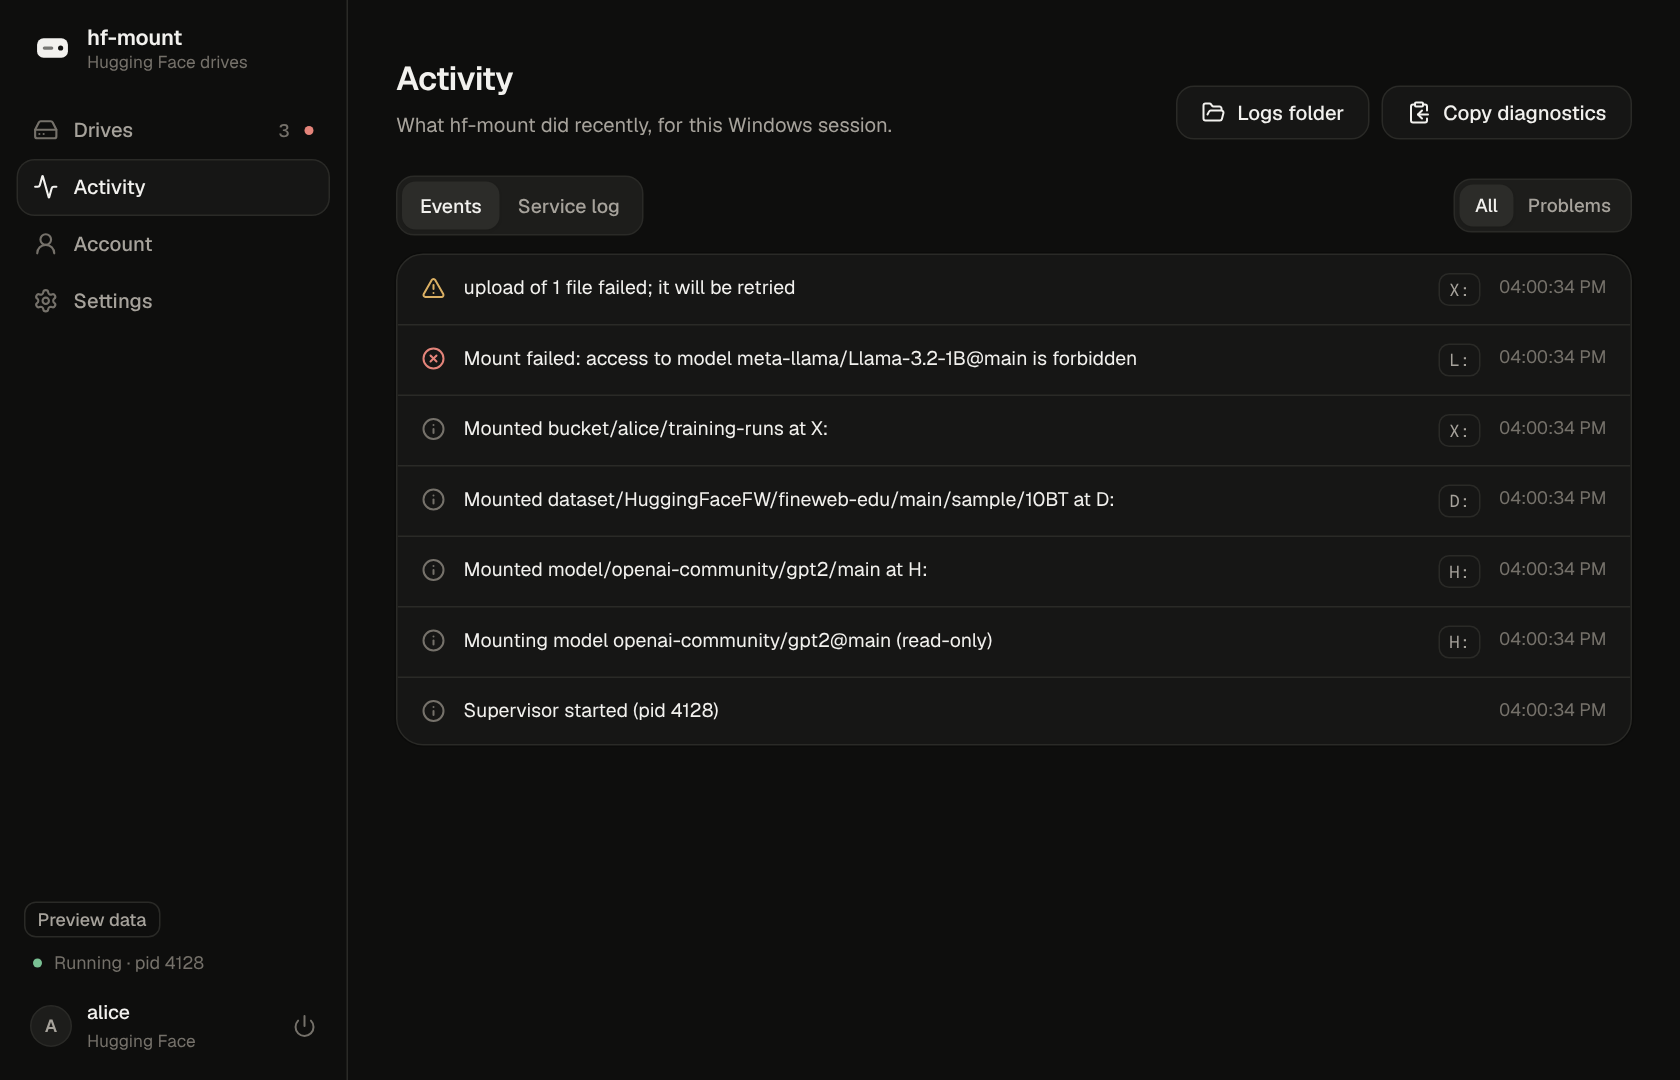 hf-mount
Hugging Face drives
Drives 3
Activity
Account
Settings
Preview data
Running · pid 4128
A
alice
Hugging Face
Activity
What hf-mount did recently, for this Windows session.
Logs folder
Copy diagnostics
Events
Service log
All
Problems
upload of 1 file failed; it will be retried X: 04:00:34 PM
Mount failed: access to model meta-llama/Llama-3.2-1B@main is forbidden L: 04:00:34 PM
Mounted bucket/alice/training-runs at X: X: 04:00:34 PM
Mounted dataset/HuggingFaceFW/fineweb-edu/main/sample/10BT at D: D: 04:00:34 PM
Mounted model/openai-community/gpt2/main at H: H: 04:00:34 PM
Mounting model openai-community/gpt2@main (read-only) H: 04:00:34 PM
Supervisor started (pid 4128) 04:00:34 PM